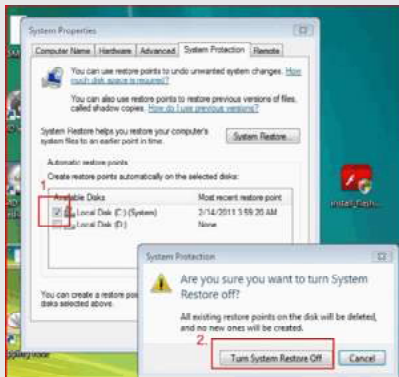 System Properties
Computer Name
Hardware
Advanced
System Protection
Remote
You can use restore points to undo unwanted system changes. How
much disk space is required?
You can also use restore points to restore previous versions of files,
called shadow copies. How do I use previous versions?
System Restore helps you restore your computer's
system files to an earlier point in time.
System Restore...
Automatic restore points
Create restore points automatically on the selected disks:
1.
Available Disks
Most recent restore point
Local Disk (C:) (System)
2/14/2011 3:59:20 AM
Local Disk (D:)
None
You can create a restore poi
disks selected above.
install_flash...
System Protection
Are you sure you want to turn System
Restore off?
All existing restore points on the disk will be deleted,
and no new ones will be created.
2.
Turn System Restore Off
Cancel